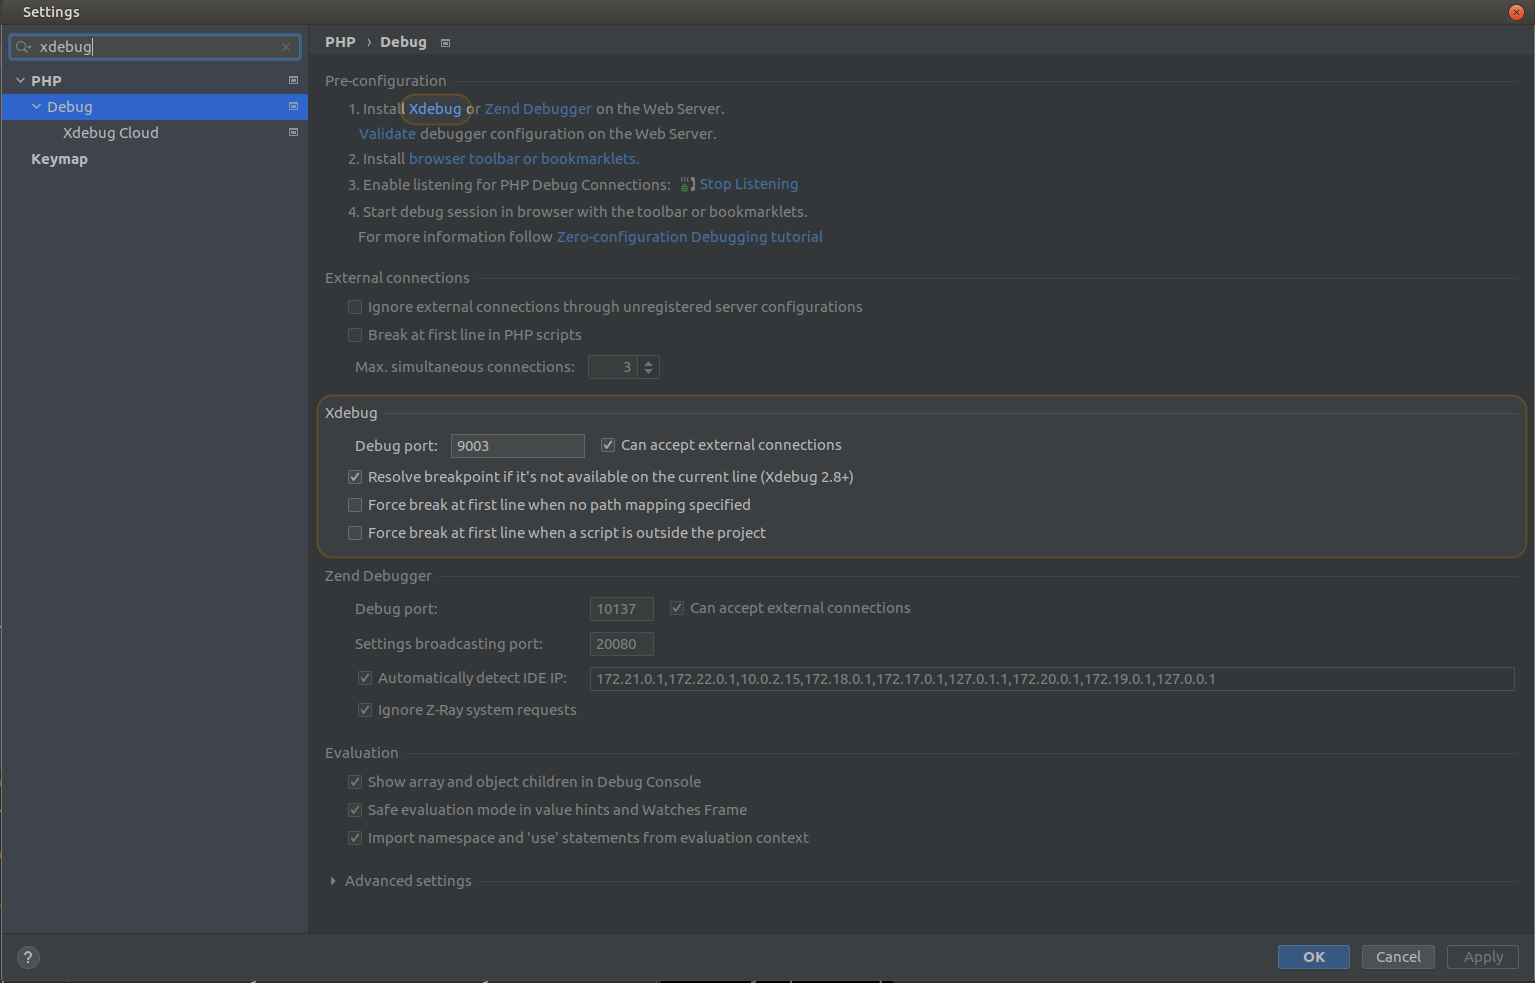 Settings
xdebug
PHP
Debug
Xdebug Cloud
Keymap
PHP › Debug
Pre-configuration
1. Install Xdebug or Zend Debugger on the Web Server.
Validate debugger configuration on the Web Server.
2. Install browser toolbar or bookmarklets.
3. Enable listening for PHP Debug Connections: Stop Listening
4. Start debug session in browser with the toolbar or bookmarklets.
For more information follow Zero-configuration Debugging tutorial
External connections
Ignore external connections through unregistered server configurations
Break at first line in PHP scripts
Max. simultaneous connections: 3
Xdebug
Debug port: 9003 Can accept external connections
Resolve breakpoint if it's not available on the current line (Xdebug 2.8+)
Force break at first line when no path mapping specified
Force break at first line when a script is outside the project
Zend Debugger
Debug port: 10137 Can accept external connections
Settings broadcasting port: 20080
Automatically detect IDE IP: 172.21.0.1,172.22.0.1,10.0.2.15,172.18.0.1,172.17.0.1,127.0.1.1,172.20.0.1,172.19.0.1,127.0.0.1
Ignore Z-Ray system requests
Evaluation
Show array and object children in Debug Console
Safe evaluation mode in value hints and Watches Frame
Import namespace and 'use' statements from evaluation context
Advanced settings
?
OK Cancel Apply